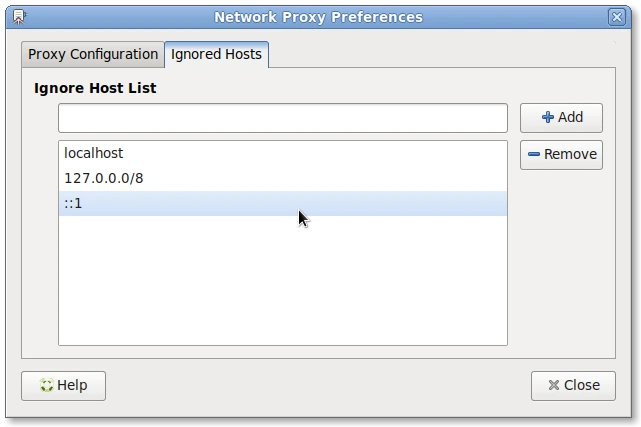 Network Proxy Preferences
Proxy Configuration
Ignored Hosts
Ignore Host List
Add
localhost
Remove
127.0.0.0/8
::1
Help
Close